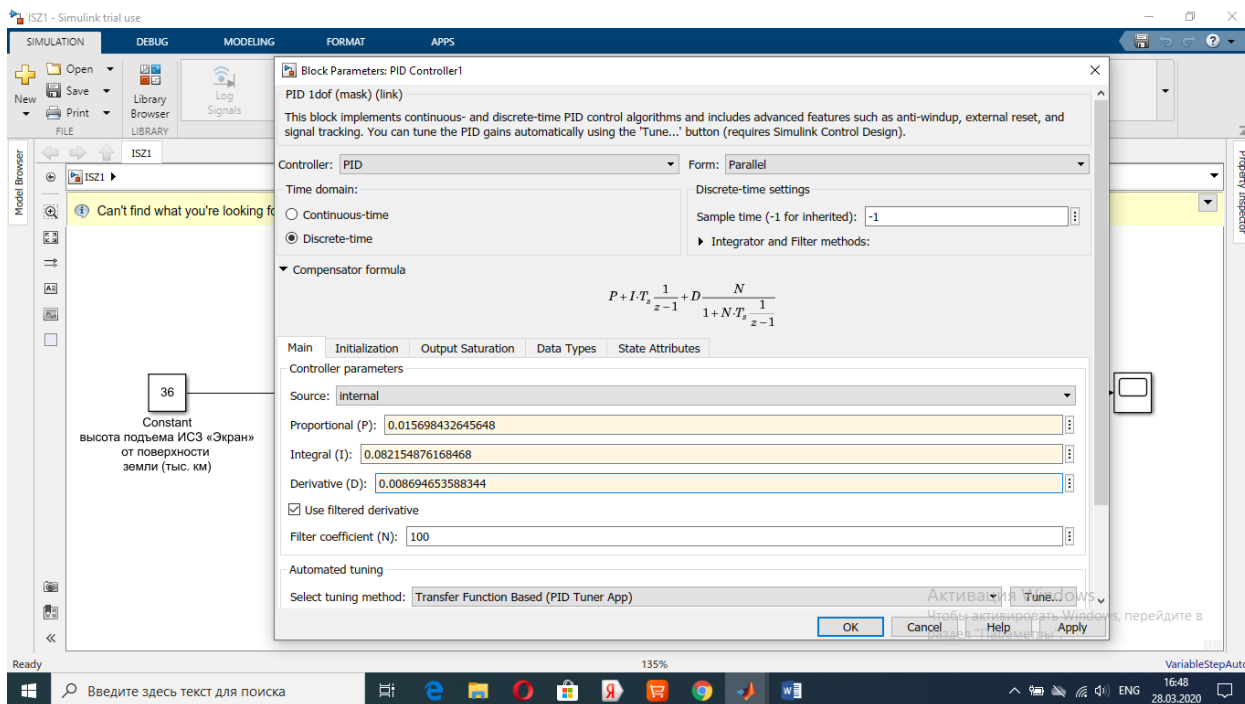 ISZ1 - Simulink trial use
SIMULATION DEBUG MODELING FORMAT APPS
New
Open
Save
Print
FILE
Library
Browser
LIBRARY
Log
Signals
ISZ1
ISZ1
Model Browser
Property Inspector
Can't find what you're looking fo
36
Constant
высота подъема ИСЗ «Экран»
от поверхности
земли (тыс. км)
Block Parameters: PID Controller1
PID 1dof (mask) (link)
This block implements continuous- and discrete-time PID control algorithms and includes advanced features such as anti-windup, external reset, and
signal tracking. You can tune the PID gains automatically using the 'Tune...' button (requires Simulink Control Design).
Controller: PID
Form: Parallel
Time domain:
Continuous-time
Discrete-time
Discrete-time settings
Sample time (-1 for inherited): -1
Integrator and Filter methods:
Compensator formula
P + I·T_s 1/(z−1) + D N/(1 + N·T_s 1/(z−1))
Main Initialization Output Saturation Data Types State Attributes
Controller parameters
Source: internal
Proportional (P): 0.015698432645648
Integral (I): 0.082154876168468
Derivative (D): 0.008694653588344
Use filtered derivative
Filter coefficient (N): 100
Automated tuning
Select tuning method: Transfer Function Based (PID Tuner App) Tune...
OK Cancel Help Apply
Активация Windows
Чтобы активировать Windows, перейдите в
раздел "Параметры".
Ready 135% VariableStepAuto
Введите здесь текст для поиска
ENG
16:48
28.03.2020